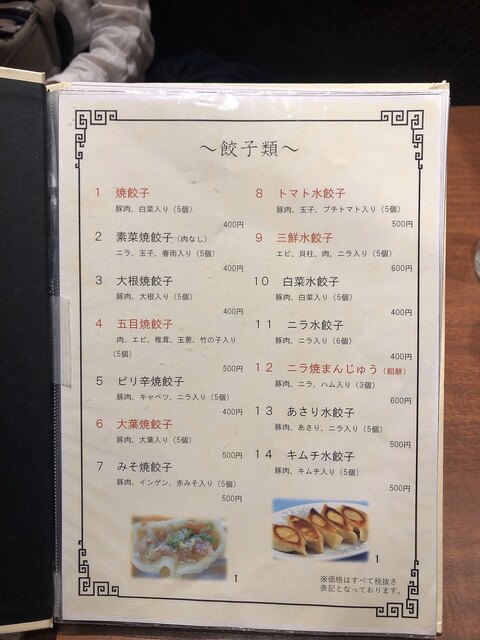 ～餃子類～
1 焼餃子
豚肉、白菜入り（5個）
400円
2 素菜焼餃子（肉なし）
ニラ、玉子、春雨入り（5個）
400円
3 大根焼餃子
豚肉、大根入り（5個）
400円
4 五目焼餃子
肉、エビ、椎茸、玉葱、竹の子入り
（5個）
500円
5 ピリ辛焼餃子
豚肉、キャベツ、ニラ入り（5個）
400円
6 大葉焼餃子
豚肉、大葉入り（5個）
500円
7 みそ焼餃子
豚肉、インゲン、赤みそ入り（5個）
500円
1
8 トマト水餃子
豚肉、玉子、プチトマト入り（5個）
500円
9 三鮮水餃子
エビ、貝柱、肉、ニラ入り（5個）
600円
10 白菜水餃子
豚肉、白菜入り（5個）
400円
11 ニラ水餃子
豚肉、ニラ入り（6個）
400円
12 ニラ焼まんじゅう（餡餅）
豚肉、ニラ、ハム入り（3個）
600円
13 あさり水餃子
豚肉、あさり、ニラ入り（5個）
500円
14 キムチ水餃子
豚肉、キムチ入り（5個）
500円
1
※価格はすべて税抜き
表記となっております。